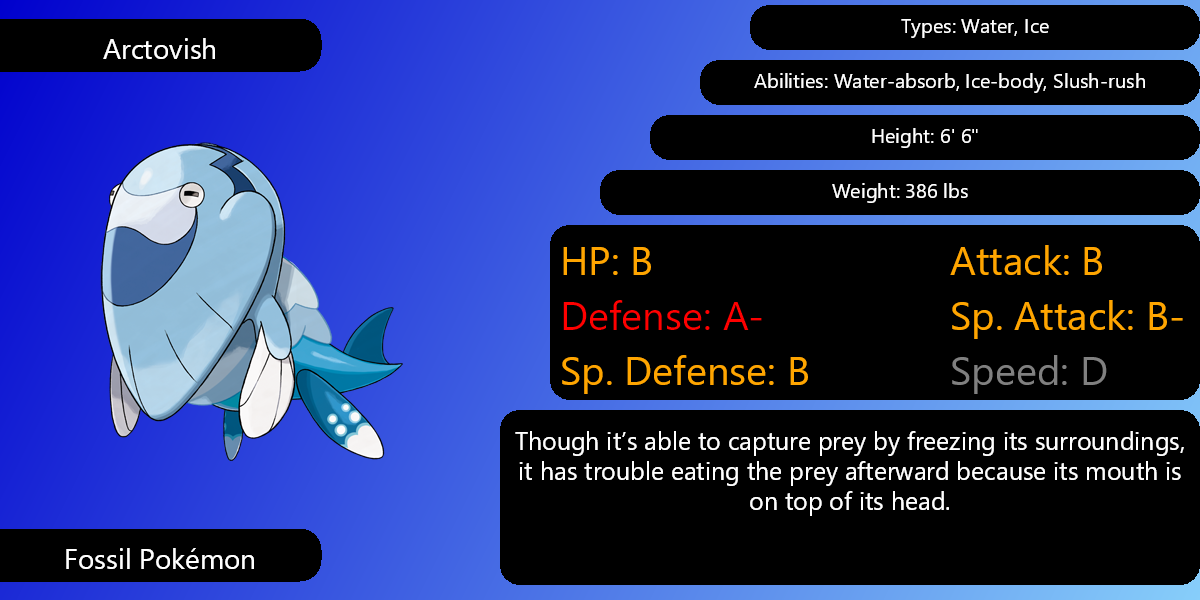 Arctovish
Types: Water, Ice
Abilities: Water-absorb, Ice-body, Slush-rush
Height: 6' 6"
Weight: 386 lbs
HP: B
Attack: B
Defense: A-
Sp. Attack: B-
Sp. Defense: B
Speed: D
Though it’s able to capture prey by freezing its surroundings,
it has trouble eating the prey afterward because its mouth is
on top of its head.
Fossil Pokémon